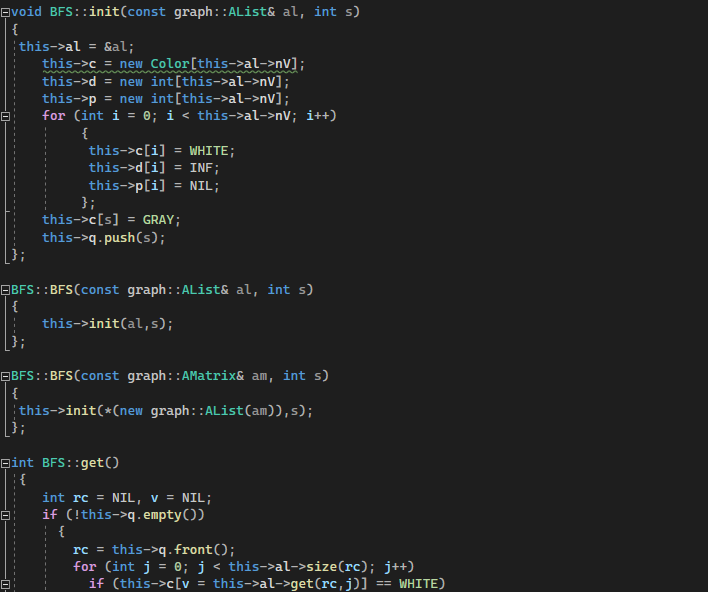 void BFS::init(const graph::AList& al, int s)
{
this->al = &al;
this->c = new Color[this->al->nV];
this->d = new int[this->al->nV];
this->p = new int[this->al->nV];
for (int i = 0; i < this->al->nV; i++)
{
this->c[i] = WHITE;
this->d[i] = INF;
this->p[i] = NIL;
};
this->c[s] = GRAY;
this->q.push(s);
};
BFS::BFS(const graph::AList& al, int s)
{
this->init(al,s);
};
BFS::BFS(const graph::AMatrix& am, int s)
{
this->init(*(new graph::AList(am)),s);
};
int BFS::get()
{
int rc = NIL, v = NIL;
if (!this->q.empty())
{
rc = this->q.front();
for (int j = 0; j < this->al->size(rc); j++)
if (this->c[v = this->al->get(rc,j)] == WHITE)